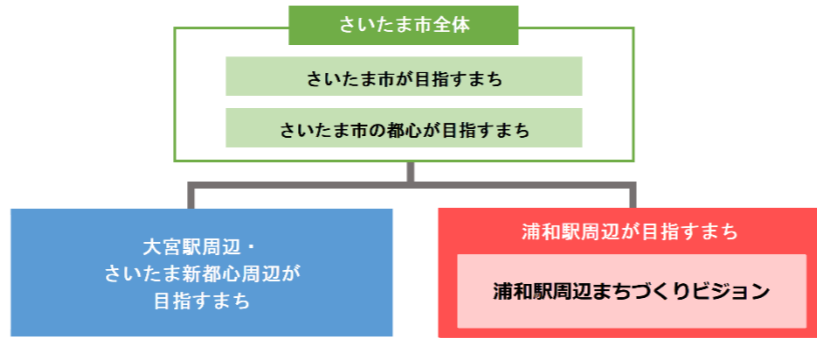 さいたま市全体
さいたま市が目指すまち
さいたま市の都心が目指すまち
大宮駅周辺・
さいたま新都心周辺が
目指すまち
浦和駅周辺が目指すまち
浦和駅周辺まちづくりビジョン